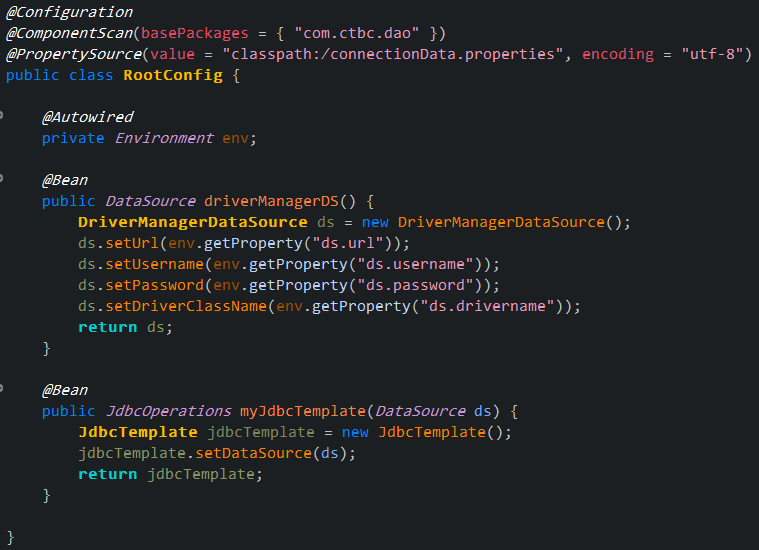 @Configuration
@ComponentScan(basePackages = { "com.ctbc.dao" })
@PropertySource(value = "classpath:/connectionData.properties", encoding = "utf-8")
public class RootConfig {
@Autowired
private Environment env;
@Bean
public DataSource driverManagerDS() {
DriverManagerDataSource ds = new DriverManagerDataSource();
ds.setUrl(env.getProperty("ds.url"));
ds.setUsername(env.getProperty("ds.username"));
ds.setPassword(env.getProperty("ds.password"));
ds.setDriverClassName(env.getProperty("ds.drivername"));
return ds;
}
@Bean
public JdbcOperations myJdbcTemplate(DataSource ds) {
JdbcTemplate jdbcTemplate = new JdbcTemplate();
jdbcTemplate.setDataSource(ds);
return jdbcTemplate;
}
}